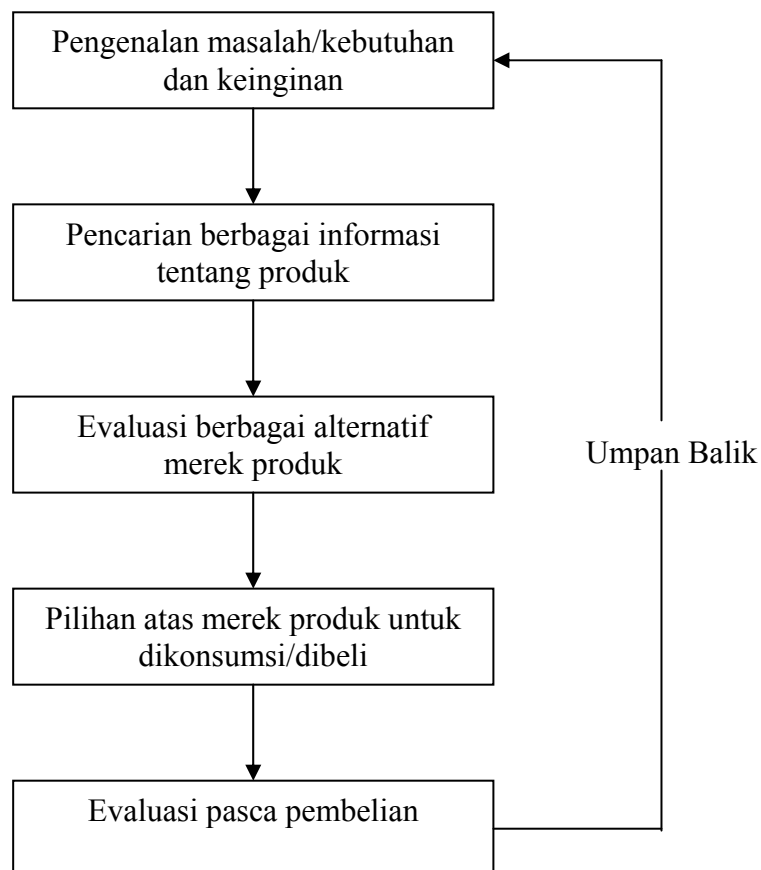 Pengenalan masalah/kebutuhan
dan keinginan
Pencarian berbagai informasi
tentang produk
Evaluasi berbagai alternatif
merek produk
Umpan Balik
Pilihan atas merek produk untuk
dikonsumsi/dibeli
Evaluasi pasca pembelian